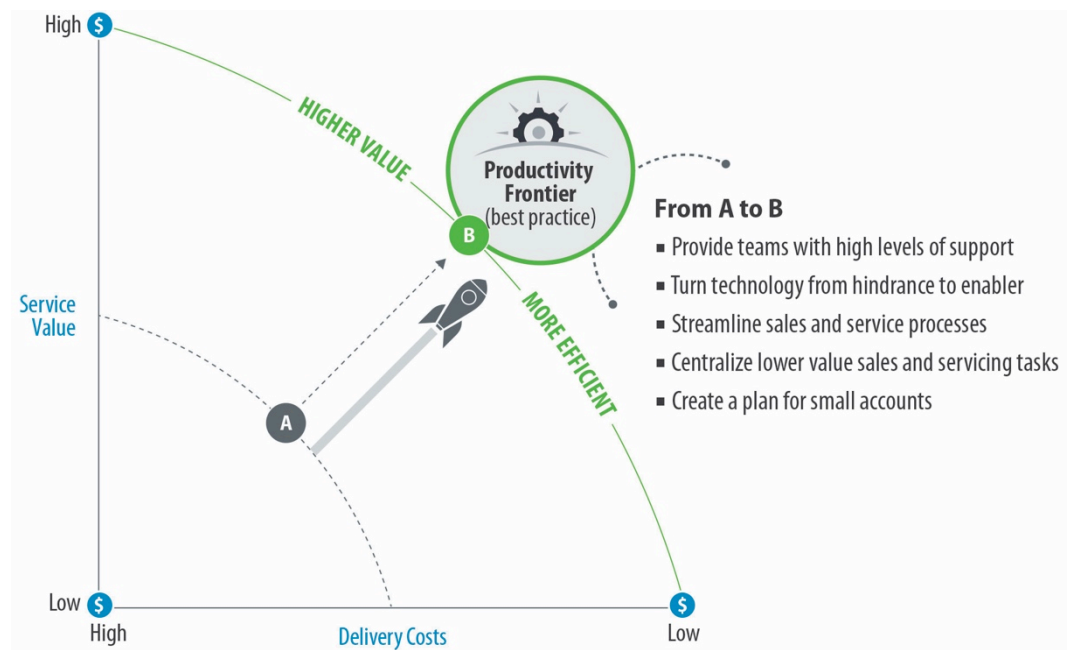 High $
HIGHER VALUE
Productivity
Frontier
(best practice)
B
From A to B
▪ Provide teams with high levels of support
▪ Turn technology from hindrance to enabler
▪ Streamline sales and service processes
▪ Centralize lower value sales and servicing tasks
▪ Create a plan for small accounts
MORE EFFICIENT
Service
Value
A
Low $
$
High
Delivery Costs
Low